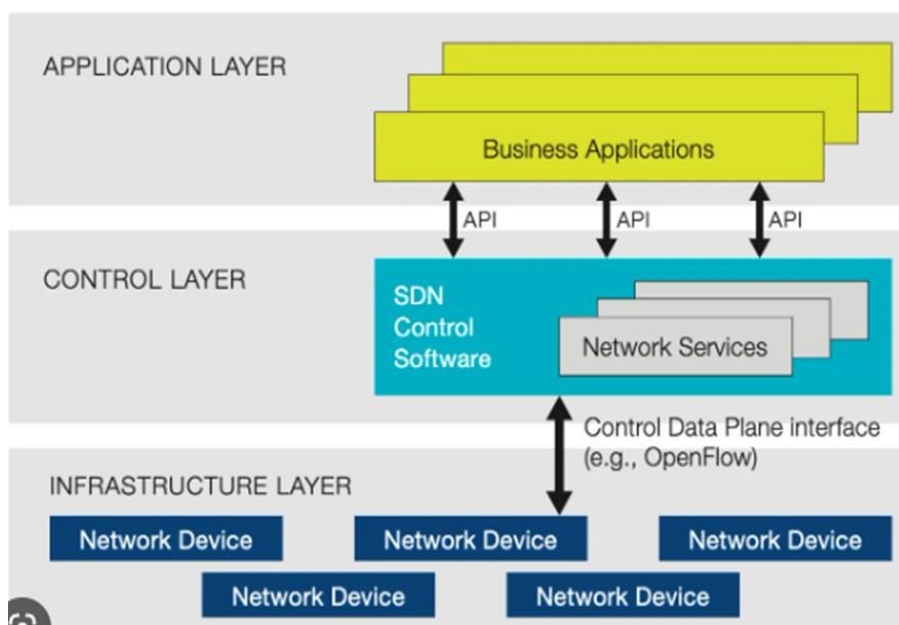 APPLICATION LAYER
Business Applications
API API API
CONTROL LAYER
SDN
Control
Software
Network Services
Control Data Plane interface
(e.g., OpenFlow)
INFRASTRUCTURE LAYER
Network Device Network Device Network Device
Network Device Network Device